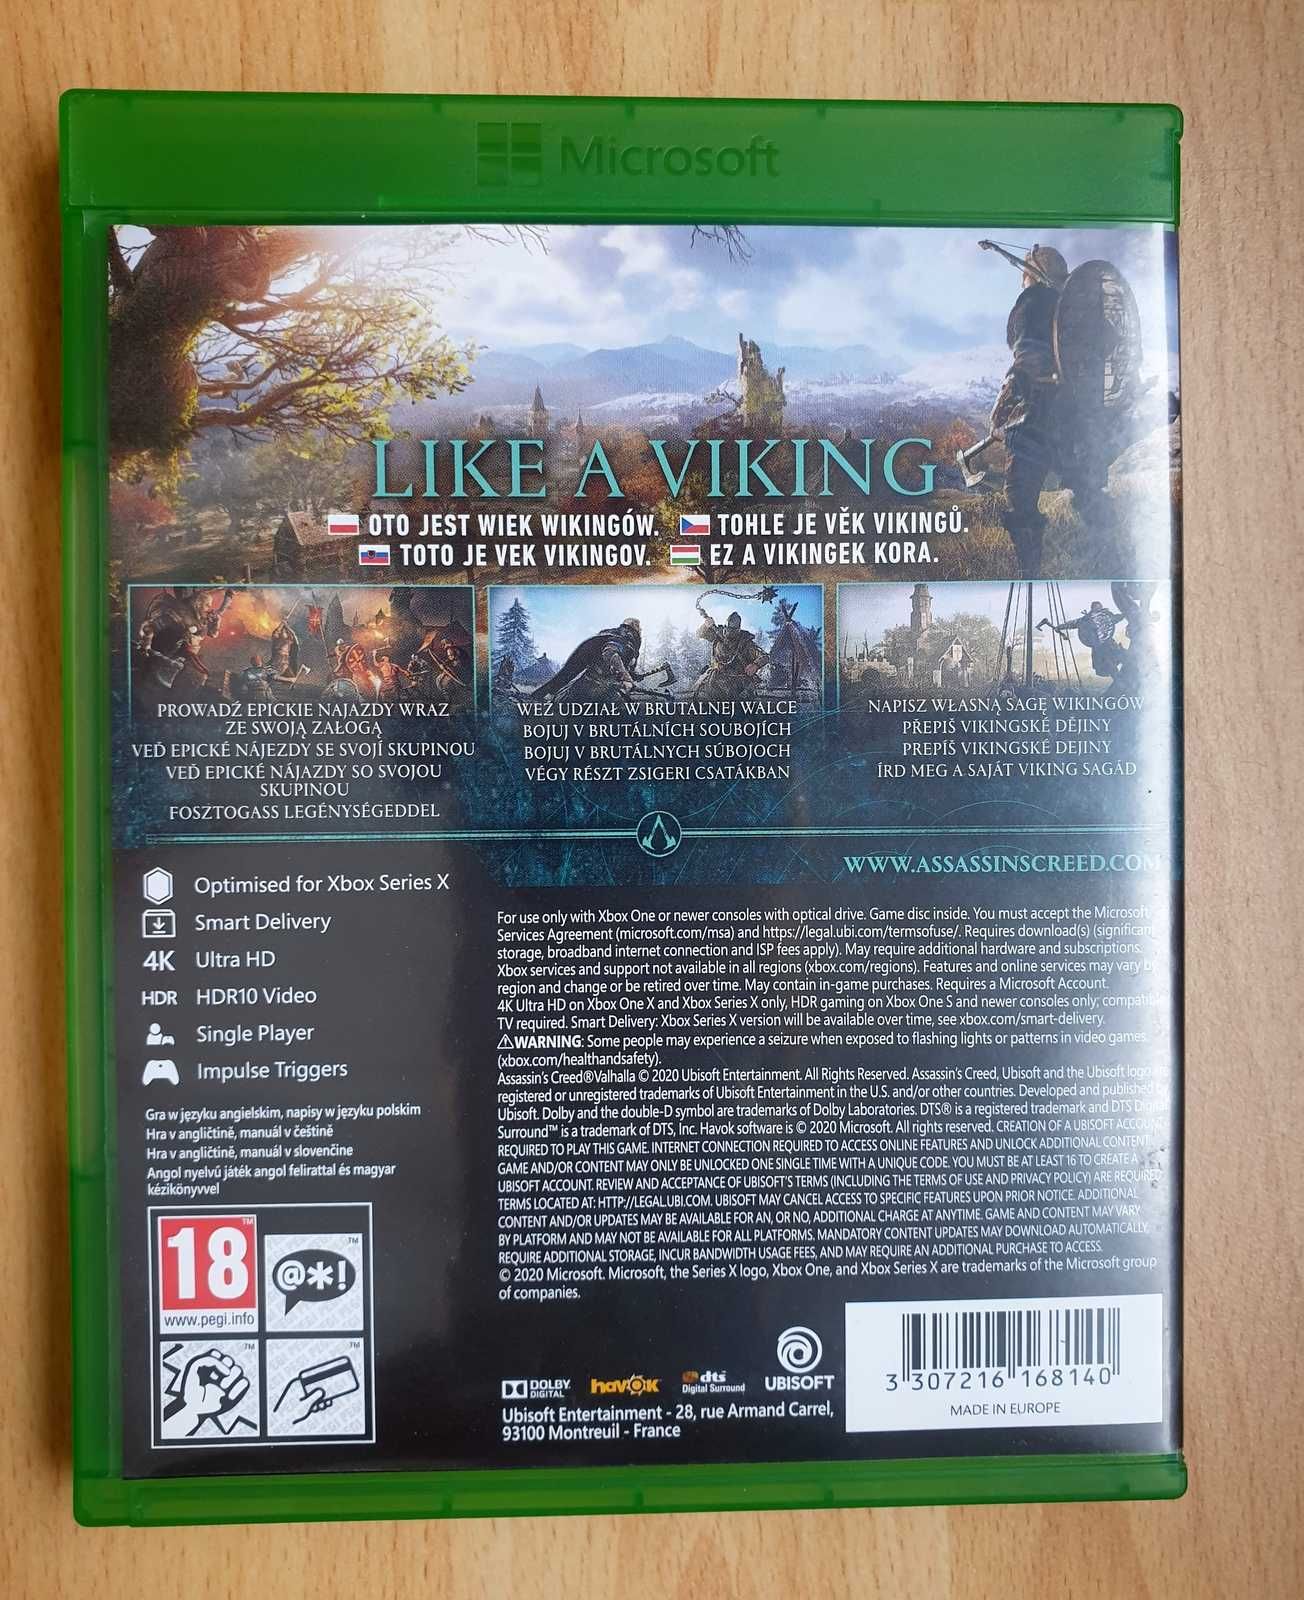 Microsoft
LIKE A VIKING
OTO JEST WIEK WIKINGÓW. TOHLE JE VĚK VIKINGŮ.
TOTO JE VEK VIKINGOV. EZ A VIKINGEK KORA.
PROWADŹ EPICKIE NAJAZDY WRAZ
ZE SWOJĄ ZAŁOGĄ
VEĎ EPICKÉ NÁJEZDY SE SVOJÍ SKUPINOU
VEĎ EPICKÉ NÁJAZDY SO SVOJOU
SKUPINOU
FOSZTOGASS LEGÉNYSÉGEDDEL
WEŹ UDZIAŁ W BRUTALNEJ WALCE
BOJUJ V BRUTÁLNÍCH SOUBOJÍCH
BOJUJ V BRUTÁLNYCH SÚBOJOCH
VÉGY RÉSZT ZSIGERI CSATÁKBAN
NAPISZ WŁASNĄ SAGĘ WIKINGÓW
PŘEPIŠ VIKINGSKÉ DĚJINY
PREPÍŠ VIKINGSKÉ DEJINY
ÍRD MEG A SAJÁT VIKING SAGÁD
WWW.ASSASSINSCREED.COM
Optimised for Xbox Series X
Smart Delivery
4K Ultra HD
HDR HDR10 Video
Single Player
Impulse Triggers
Gra w języku angielskim, napisy w języku polskim
Hra v angličtině, manuál v češtině
Hra v angličtine, manuál v slovenčine
Angol nyelvű játék angol felirattal és magyar
kézikönyvvel
For use only with Xbox One or newer consoles with optical drive. Game disc inside. You must accept the Microsoft
Services Agreement (microsoft.com/msa) and https://legal.ubi.com/termsofuse/. Requires download(s) (significant
storage, broadband internet connection and ISP fees apply). May require additional hardware and subscriptions.
Xbox services and support not available in all regions (xbox.com/regions). Features and online services may vary by
region and change or be retired over time. May contain in-game purchases. Requires a Microsoft Account.
4K Ultra HD on Xbox One X and Xbox Series X only, HDR gaming on Xbox One S and newer consoles only; compatible
TV required. Smart Delivery: Xbox Series X version will be available over time, see xbox.com/smart-delivery.
⚠WARNING: Some people may experience a seizure when exposed to flashing lights or patterns in video games.
(xbox.com/healthandsafety).
Assassin's Creed®Valhalla © 2020 Ubisoft Entertainment. All Rights Reserved. Assassin's Creed, Ubisoft and the Ubisoft logo are
registered or unregistered trademarks of Ubisoft Entertainment in the U.S. and/or other countries. Developed and published by
Ubisoft. Dolby and the double-D symbol are trademarks of Dolby Laboratories. DTS® is a registered trademark and DTS Digital
Surround™ is a trademark of DTS, Inc. Havok software is © 2020 Microsoft. All rights reserved. CREATION OF A UBISOFT ACCOUNT
REQUIRED TO PLAY THIS GAME. INTERNET CONNECTION REQUIRED TO ACCESS ONLINE FEATURES AND UNLOCK ADDITIONAL CONTENT.
GAME AND/OR CONTENT MAY ONLY BE UNLOCKED ONE SINGLE TIME WITH A UNIQUE CODE. YOU MUST BE AT LEAST 16 TO CREATE A
UBISOFT ACCOUNT. REVIEW AND ACCEPTANCE OF UBISOFT'S TERMS (INCLUDING THE TERMS OF USE AND PRIVACY POLICY) ARE REQUIRED
TERMS LOCATED AT: HTTP://LEGAL.UBI.COM. UBISOFT MAY CANCEL ACCESS TO SPECIFIC FEATURES UPON PRIOR NOTICE. ADDITIONAL
CONTENT AND/OR UPDATES MAY BE AVAILABLE FOR AN, OR NO, ADDITIONAL CHARGE AT ANYTIME. GAME AND CONTENT MAY VARY
BY PLATFORM AND MAY NOT BE AVAILABLE FOR ALL PLATFORMS. MANDATORY CONTENT UPDATES MAY DOWNLOAD AUTOMATICALLY,
REQUIRE ADDITIONAL STORAGE, INCUR BANDWIDTH USAGE FEES, AND MAY REQUIRE AN ADDITIONAL PURCHASE TO ACCESS.
© 2020 Microsoft. Microsoft, the Series X logo, Xbox One, and Xbox Series X are trademarks of the Microsoft group
of companies.
18 ™
www.pegi.info
@*! ™
™
™
DOLBY DIGITAL havok dts Digital Surround UBISOFT
Ubisoft Entertainment - 28, rue Armand Carrel,
93100 Montreuil - France
3 307216 168140
MADE IN EUROPE